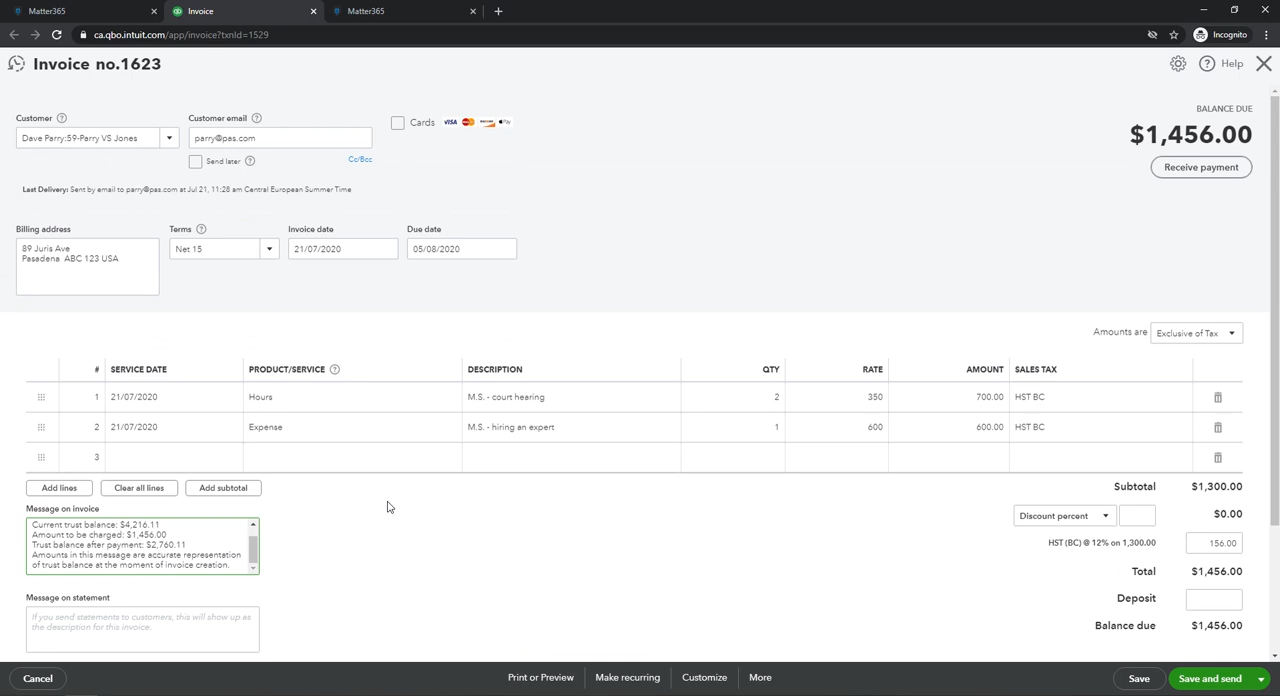 Matter365
Invoice
Matter365
ca.qbo.intuit.com/app/invoice?txnId=1529
Incognito
Invoice no.1623
Help
Customer
Customer email
Dave Parry:59-Parry VS Jones
parry@pas.com
Cards
VISA
Pay
Send later
Cc/Bcc
BALANCE DUE
$1,456.00
Receive payment
Last Delivery: Sent by email to parry@pas.com at Jul 21, 11:28 am Central European Summer Time
Billing address
Terms
Invoice date
Due date
89 Juris Ave
Pasadena ABC 123 USA
Net 15
21/07/2020
05/08/2020
Amounts are
Exclusive of Tax
# SERVICE DATE PRODUCT/SERVICE DESCRIPTION QTY RATE AMOUNT SALES TAX
1 21/07/2020 Hours M.S. - court hearing 2 350 700.00 HST BC
2 21/07/2020 Expense M.S. - hiring an expert 1 600 600.00 HST BC
3
Add lines
Clear all lines
Add subtotal
Message on invoice
Current trust balance: $4,216.11
Amount to be charged: $1,456.00
Trust balance after payment: $2,760.11
Amounts in this message are accurate representation
of trust balance at the moment of invoice creation.
Message on statement
If you send statements to customers, this will show up as
the description for this invoice.
Subtotal $1,300.00
Discount percent $0.00
HST (BC) @ 12% on 1,300.00 156.00
Total $1,456.00
Deposit
Balance due $1,456.00
Cancel
Print or Preview
Make recurring
Customize
More
Save
Save and send